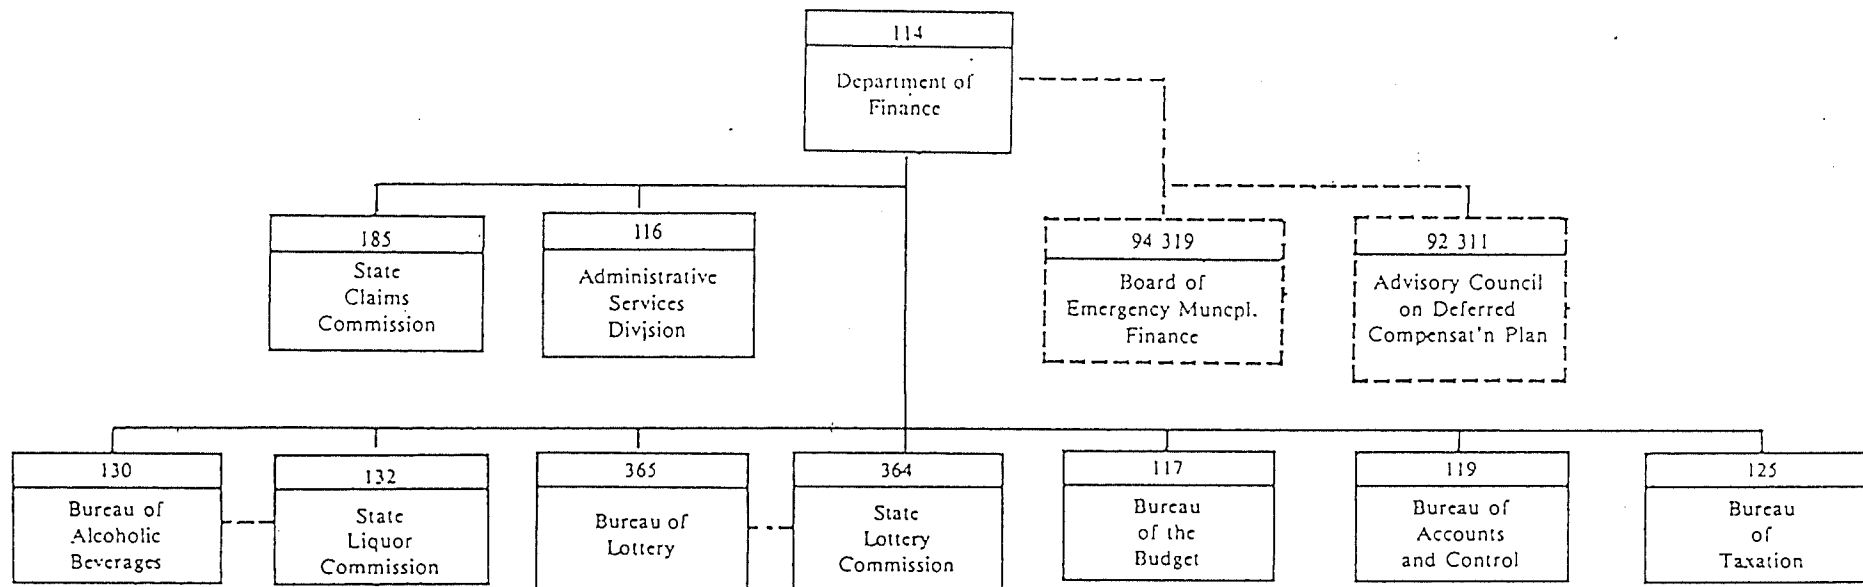 114
Department of
Finance
185
State
Claims
Commission
116
Administrative
Services
Division
94 319
Board of
Emergency Muncpl.
Finance
92 311
Advisory Council
on Deferred
Compensat'n Plan
130
Bureau of
Alcoholic
Beverages
132
State
Liquor
Commission
365
Bureau of
Lottery
364
State
Lottery
Commission
117
Bureau
of the
Budget
119
Bureau of
Accounts
and Control
125
Bureau
of
Taxation